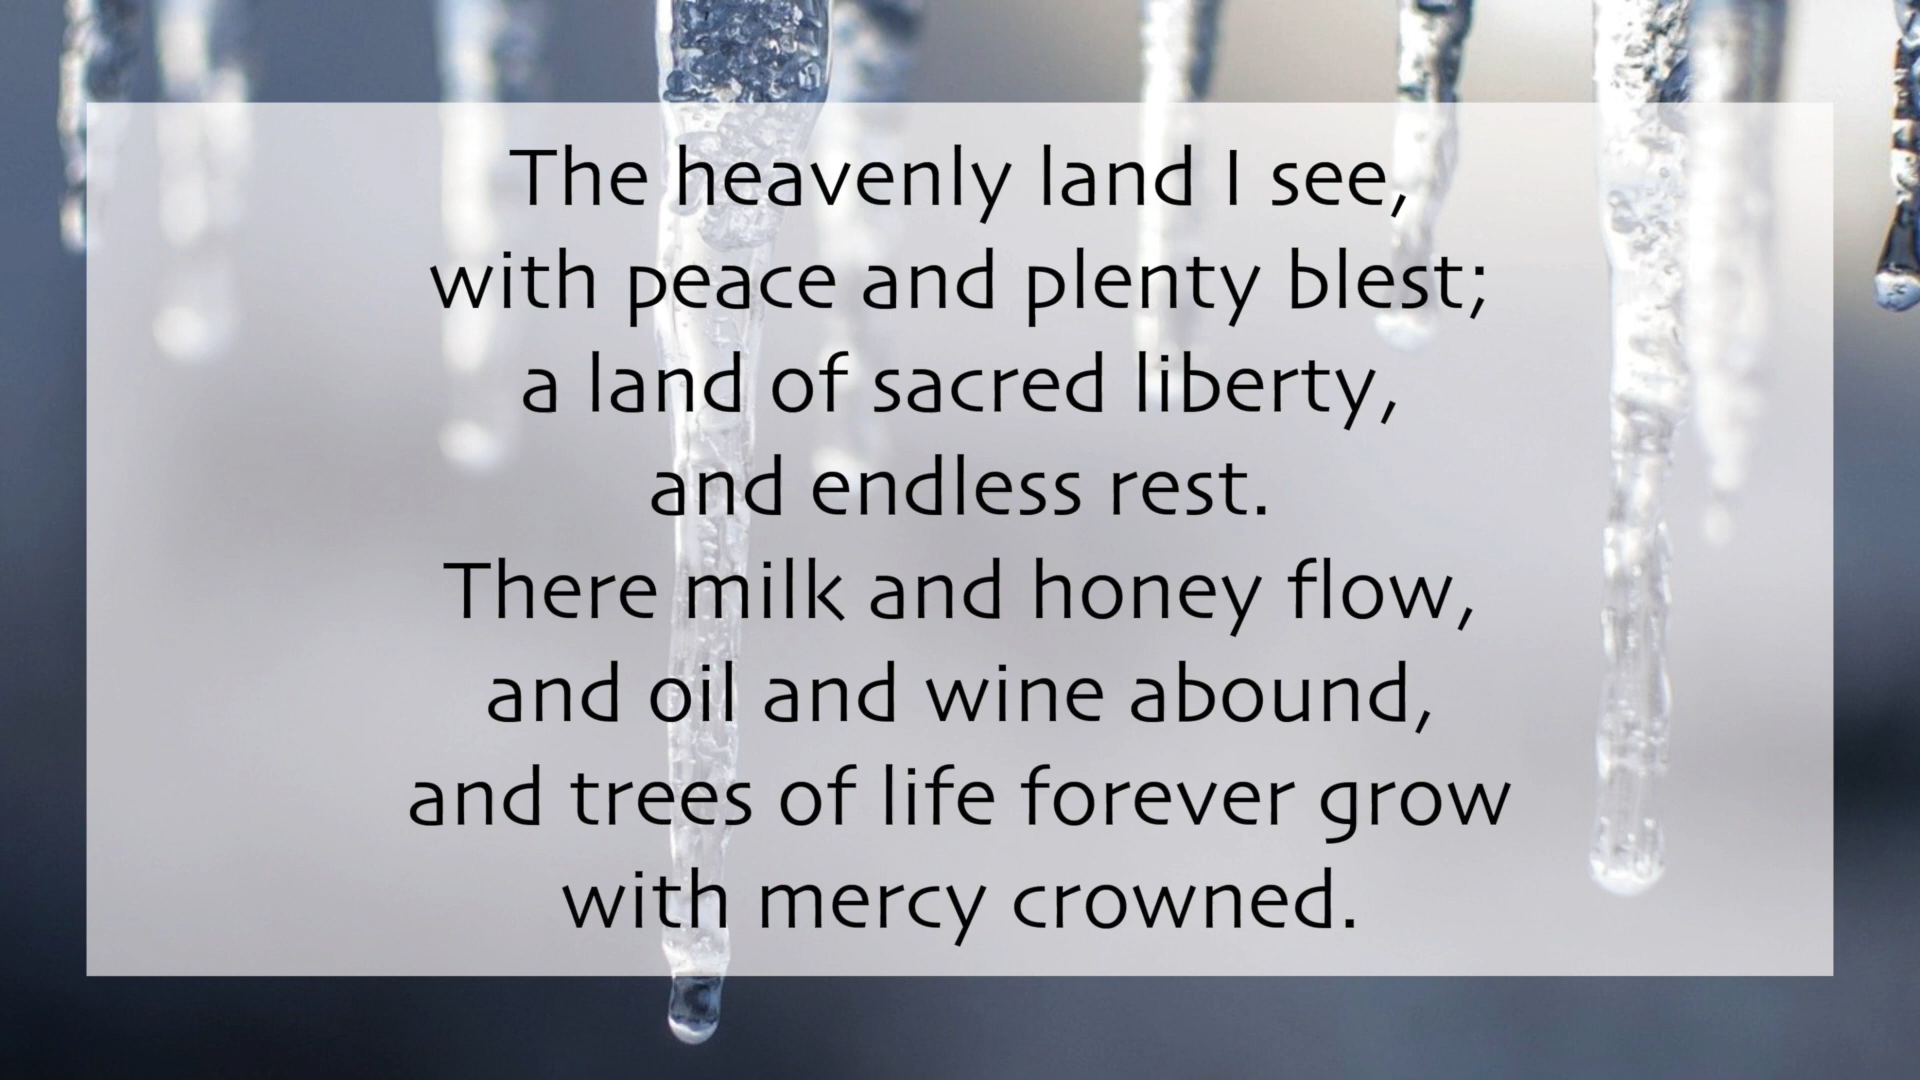 The heavenly land I see,
with peace and plenty blest;
a land of sacred liberty,
and endless rest.
There milk and honey flow,
and oil and wine abound,
and trees of life forever grow
with mercy crowned.